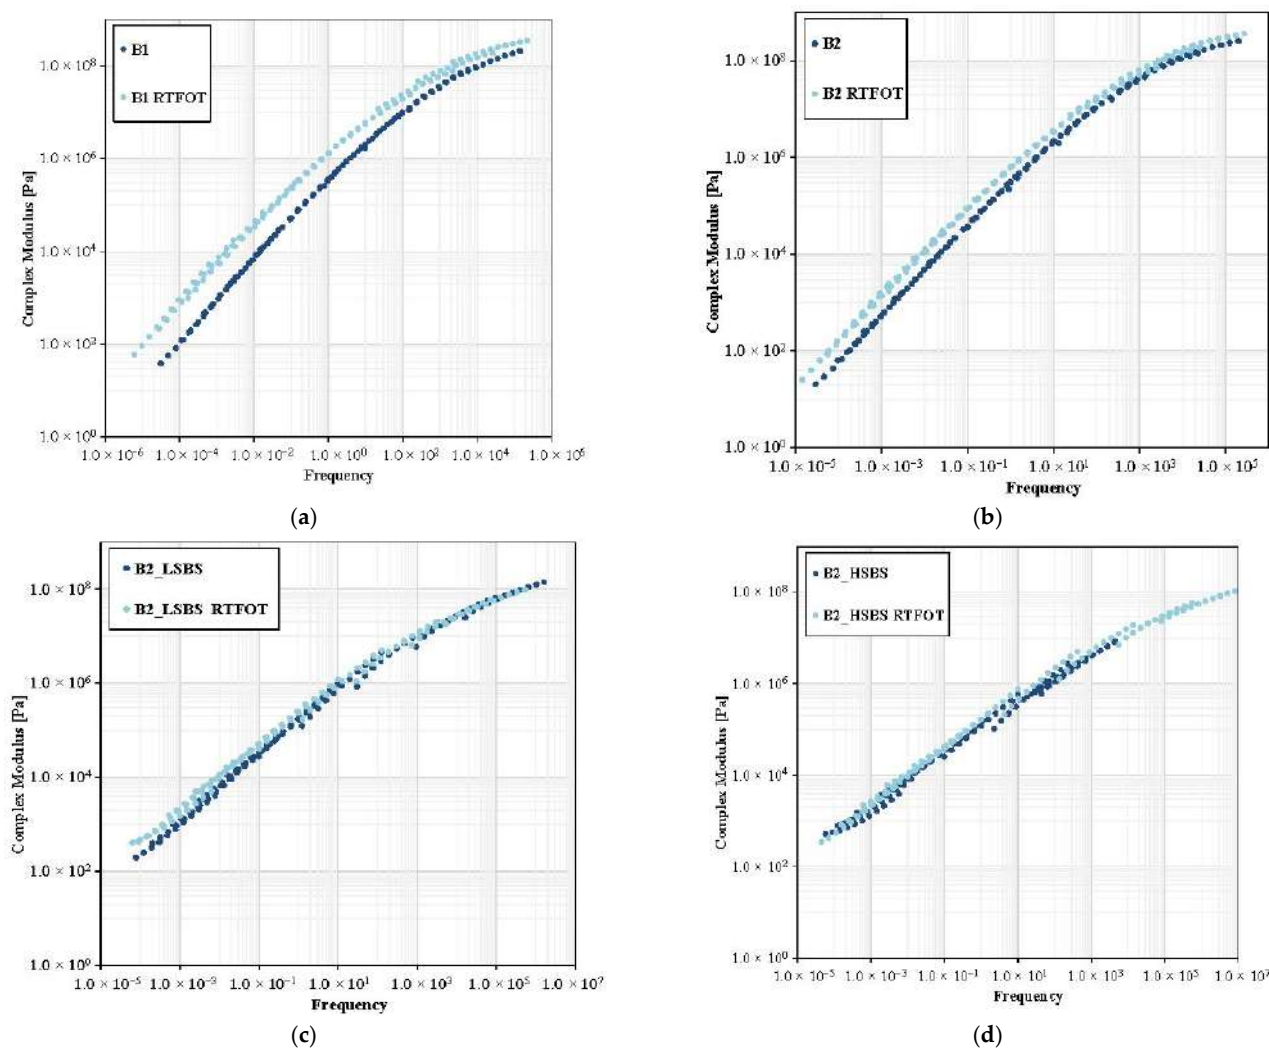 B1
B1 RTFOT
Complex Modulus [Pa]
1.0 × 10⁸
1.0 × 10⁶
1.0 × 10⁴
1.0 × 10²
1.0 × 10⁰
1.0 × 10⁻⁶ 1.0 × 10⁻⁴ 1.0 × 10⁻² 1.0 × 10⁰ 1.0 × 10² 1.0 × 10⁴ 1.0 × 10⁶
Frequency
(a)
B2
B2 RTFOT
Complex Modulus [Pa]
1.0 × 10⁸
1.0 × 10⁶
1.0 × 10⁴
1.0 × 10²
1.0 × 10⁰
1.0 × 10⁻⁵ 1.0 × 10⁻³ 1.0 × 10⁻¹ 1.0 × 10¹ 1.0 × 10³ 1.0 × 10⁵
Frequency
(b)
B2_LSBS
B2_LSBS RTFOT
Complex Modulus [Pa]
1.0 × 10⁸
1.0 × 10⁶
1.0 × 10⁴
1.0 × 10²
1.0 × 10⁰
1.0 × 10⁻⁵ 1.0 × 10⁻³ 1.0 × 10⁻¹ 1.0 × 10¹ 1.0 × 10³ 1.0 × 10⁵ 1.0 × 10⁷
Frequency
(c)
B2_HSBS
B2_HSBS RTFOT
Complex Modulus [Pa]
1.0 × 10⁸
1.0 × 10⁶
1.0 × 10⁴
1.0 × 10²
1.0 × 10⁰
1.0 × 10⁻⁵ 1.0 × 10⁻³ 1.0 × 10⁻¹ 1.0 × 10¹ 1.0 × 10³ 1.0 × 10⁵ 1.0 × 10⁷
Frequency
(d)